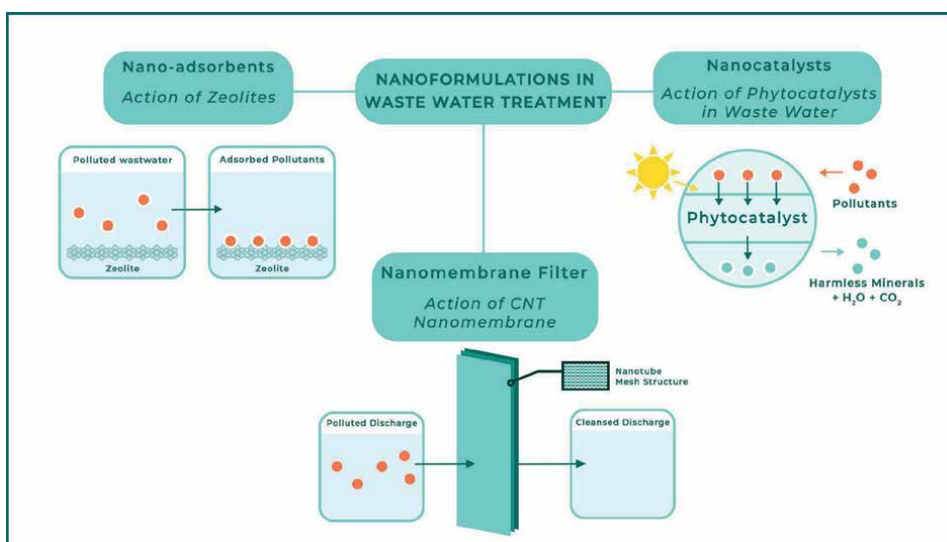 Nano-adsorbents
Action of Zeolites
NANOFORMULATIONS IN
WASTE WATER TREATMENT
Nanocatalysts
Action of Phytocatalysts
in Waste Water
Polluted wastwater
Zeolite
Adsorbed Pollutants
Zeolite
Phytocatalyst
Pollutants
Harmless Minerals
+ H₂O + CO₂
Nanomembrane Filter
Action of CNT
Nanomembrane
Nanotube
Mesh Structure
Polluted Discharge
Cleansed Discharge